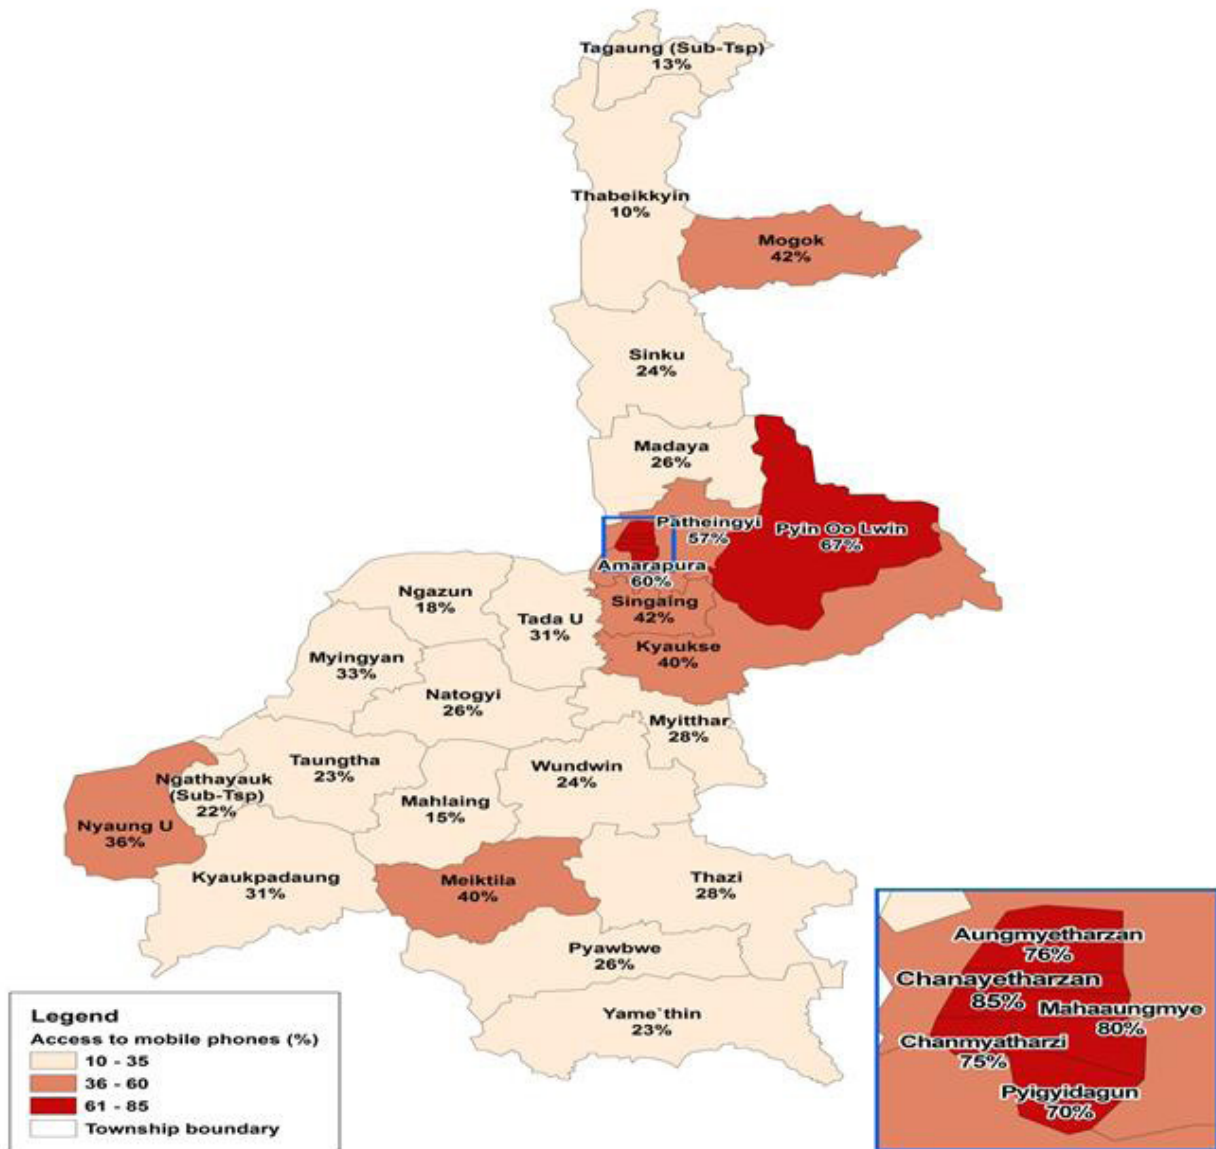 Tagaung (Sub-Tsp)
13%
Thabeikkyin
10%
Mogok
42%
Sinku
24%
Madaya
26%
Patheingyi
57%
Pyin Oo Lwin
67%
Amarapura
60%
Singaing
42%
Kyaukse
40%
Ngazun
18%
Tada U
31%
Myingyan
33%
Natogyi
26%
Myitthar
28%
Taungtha
23%
Wundwin
24%
Ngathayauk
(Sub-Tsp)
22%
Mahlaing
15%
Nyaung U
36%
Kyaukpadaung
31%
Meiktila
40%
Thazi
28%
Pyawbwe
26%
Yame`thin
23%
Aungmyetharzan
76%
Chanayetharzan
85%
Mahaaungmye
80%
Chanmyatharzi
75%
Pyigyidagun
70%
Legend
Access to mobile phones (%)
10 - 35
36 - 60
61 - 85
Township boundary